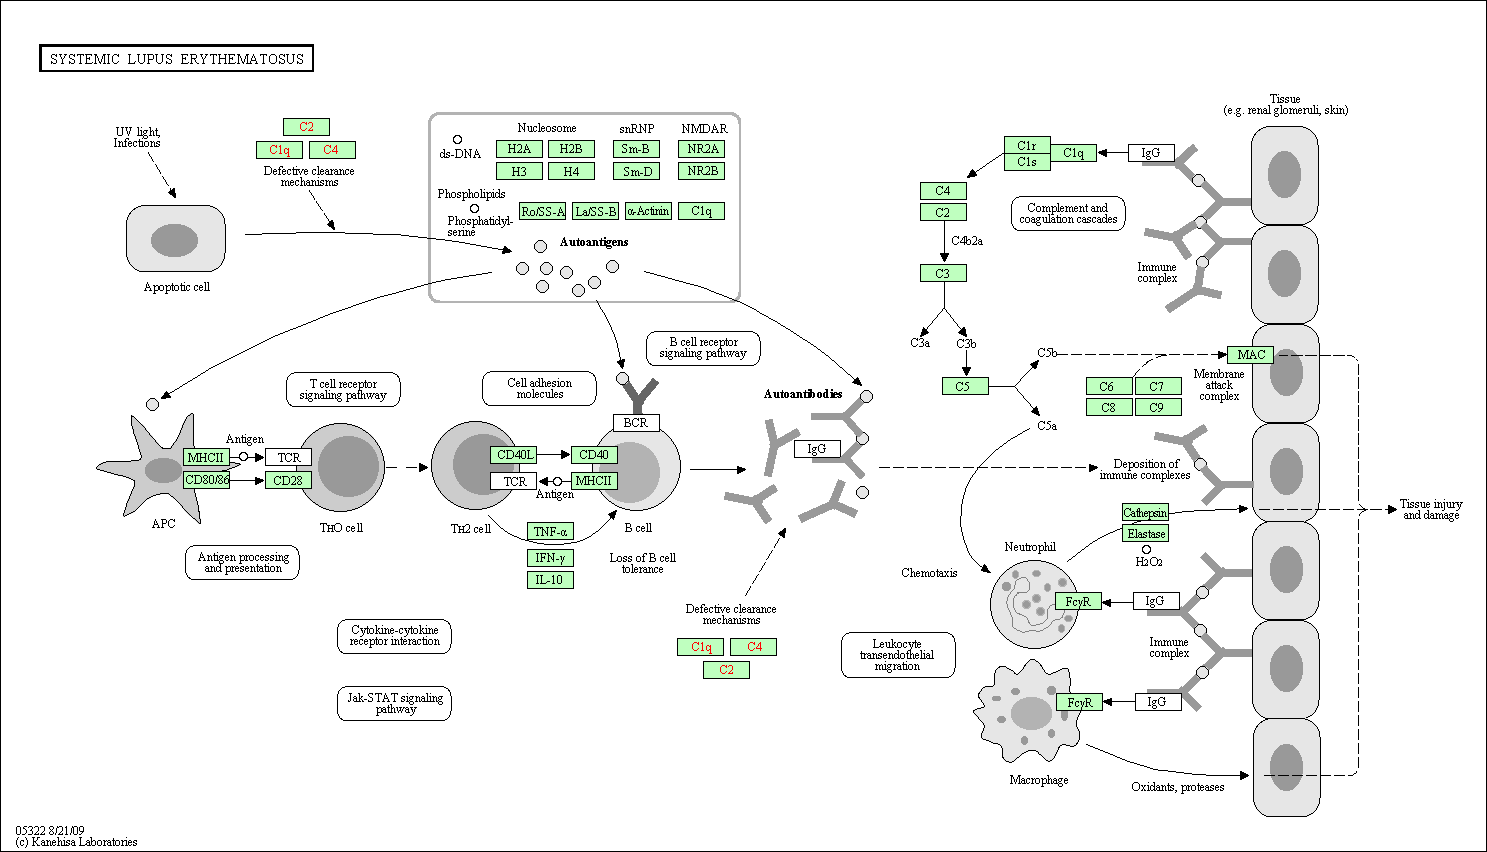 SYSTEMIC LUPUS ERYTHEMATOSUS
UV light,
Infections
C2
C1q
C4
Defective clearance
mechanisms
Apoptotic cell
ds-DNA
Nucleosome
snRNP
NMDAR
H2A
H2B
Sm-B
NR2A
H3
H4
Sm-D
NR2B
Phospholipids
Phosphatidyl-
serine
Ro/SS-A
La/SS-B
α-Actinin
C1q
Autoantigens
Tissue
(e.g. renal glomeruli, skin)
C1r
C1s
C1q
IgG
C4
C2
Complement and
coagulation cascades
C4b2a
Immune
complex
C3
C3a
C3b
C5
C5b
C5a
C6
C7
C8
C9
MAC
Membrane
attack
complex
B cell receptor
signaling pathway
T cell receptor
signaling pathway
Cell adhesion
molecules
Autoantibodies
BCR
IgG
Antigen
MHCII
TCR
CD80/86
CD28
CD40L
CD40
TCR
MHCII
Antigen
APC
TH0 cell
TH2 cell
B cell
TNF-α
IFN-γ
IL-10
Loss of B cell
tolerance
Antigen processing
and presentation
Deposition of
immune complexes
Cathepsin
Elastase
H2O2
Tissue injury
and damage
Neutrophil
Chemotaxis
FcγR
IgG
Immune
complex
Defective clearance
mechanisms
C1q
C4
C2
Cytokine-cytokine
receptor interaction
Leukocyte
transendothelial
migration
Jak-STAT signaling
pathway
FcγR
IgG
Macrophage
Oxidants, proteases
05322 8/21/09
(c) Kanehisa Laboratories